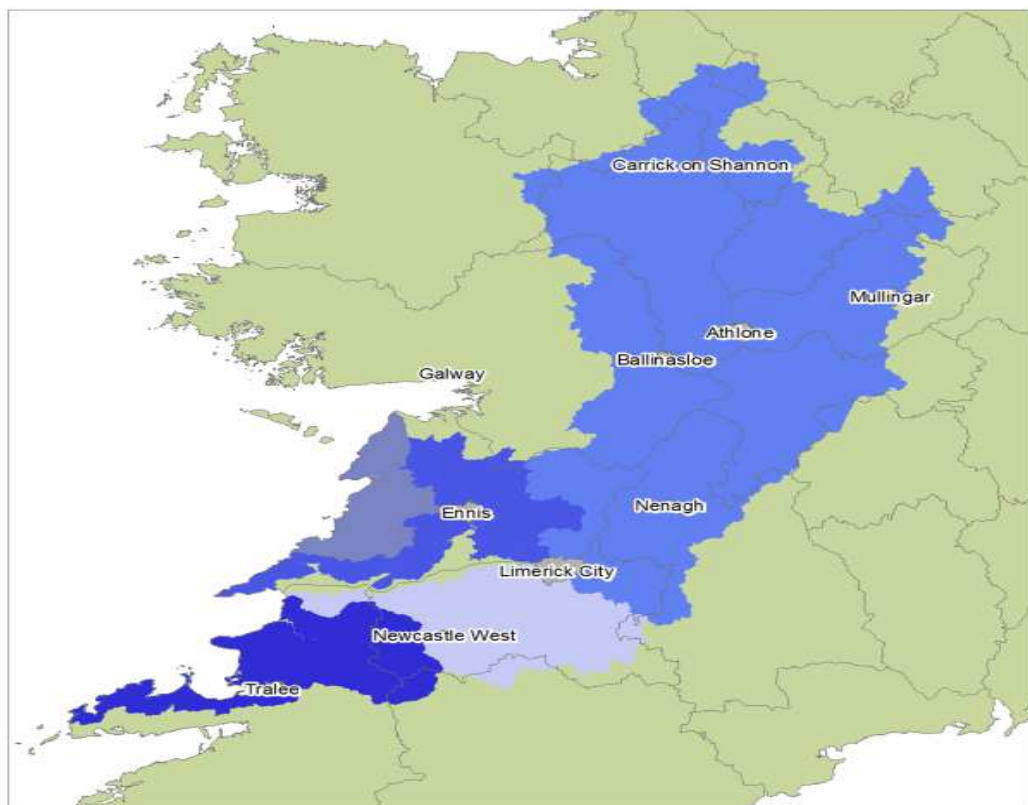 Carrick on Shannon
Mullingar
Athlone
Ballinasloe
Galway
Nenagh
Ennis
Limerick City
Newcastle West
Tralee